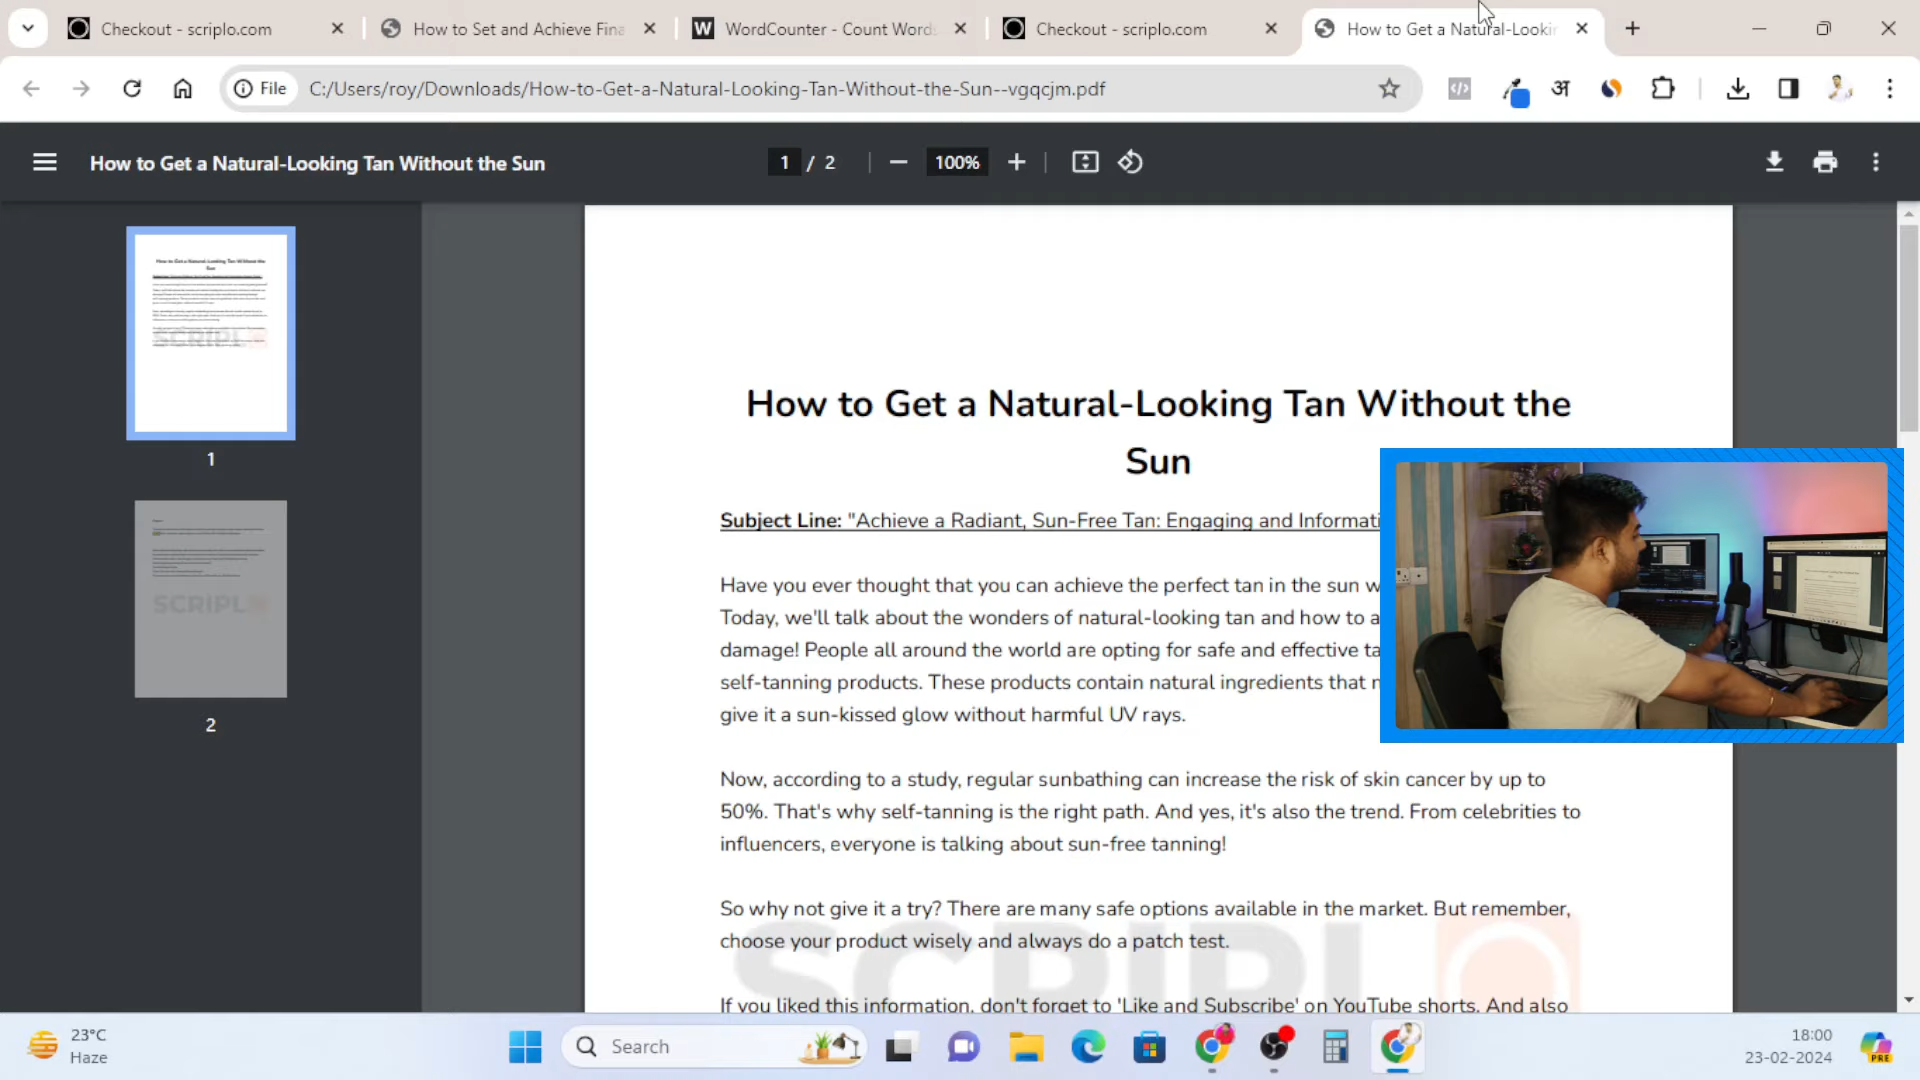 Checkout - scriplo.com
How to Set and Achieve Fina
WordCounter - Count Words
Checkout - scriplo.com
How to Get a Natural-Lookin
File
C:/Users/roy/Downloads/How-to-Get-a-Natural-Looking-Tan-Without-the-Sun--vgqcjm.pdf
How to Get a Natural-Looking Tan Without the Sun
1 / 2
100%
1
2
How to Get a Natural-Looking Tan Without the
Sun
Subject Line: "Achieve a Radiant, Sun-Free Tan: Engaging and Informati
Have you ever thought that you can achieve the perfect tan in the sun w
Today, we'll talk about the wonders of natural-looking tan and how to a
damage! People all around the world are opting for safe and effective ta
self-tanning products. These products contain natural ingredients that
give it a sun-kissed glow without harmful UV rays.
Now, according to a study, regular sunbathing can increase the risk of skin cancer by up to
50%. That's why self-tanning is the right path. And yes, it's also the trend. From celebrities to
influencers, everyone is talking about sun-free tanning!
So why not give it a try? There are many safe options available in the market. But remember,
choose your product wisely and always do a patch test.
SCRIPL
If you liked this information, don't forget to 'Like and Subscribe' on YouTube shorts. And also
23°C
Haze
Search
18:00
23-02-2024
PRE